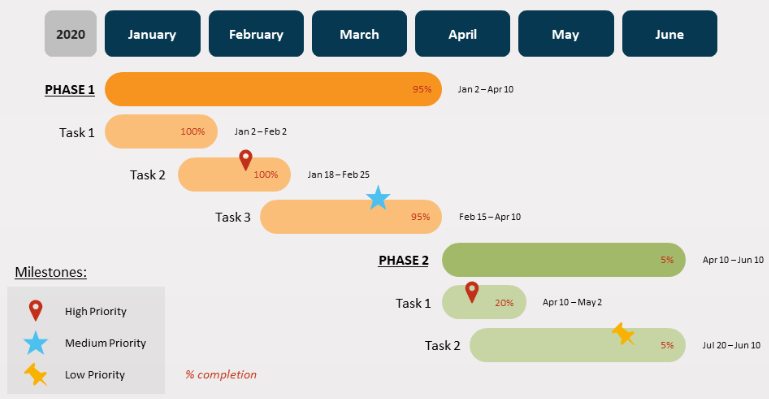 2020 January February March April May June
PHASE 1 95% Jan 2 – Apr 10
Task 1 100% Jan 2 – Feb 2
Task 2 100% Jan 18 – Feb 25
Task 3 95% Feb 15 – Apr 10
PHASE 2 5% Apr 10 – Jun 10
Task 1 20% Apr 10 – May 2
Task 2 5% Jul 20 – Jun 10
Milestones:
High Priority
Medium Priority
Low Priority
% completion